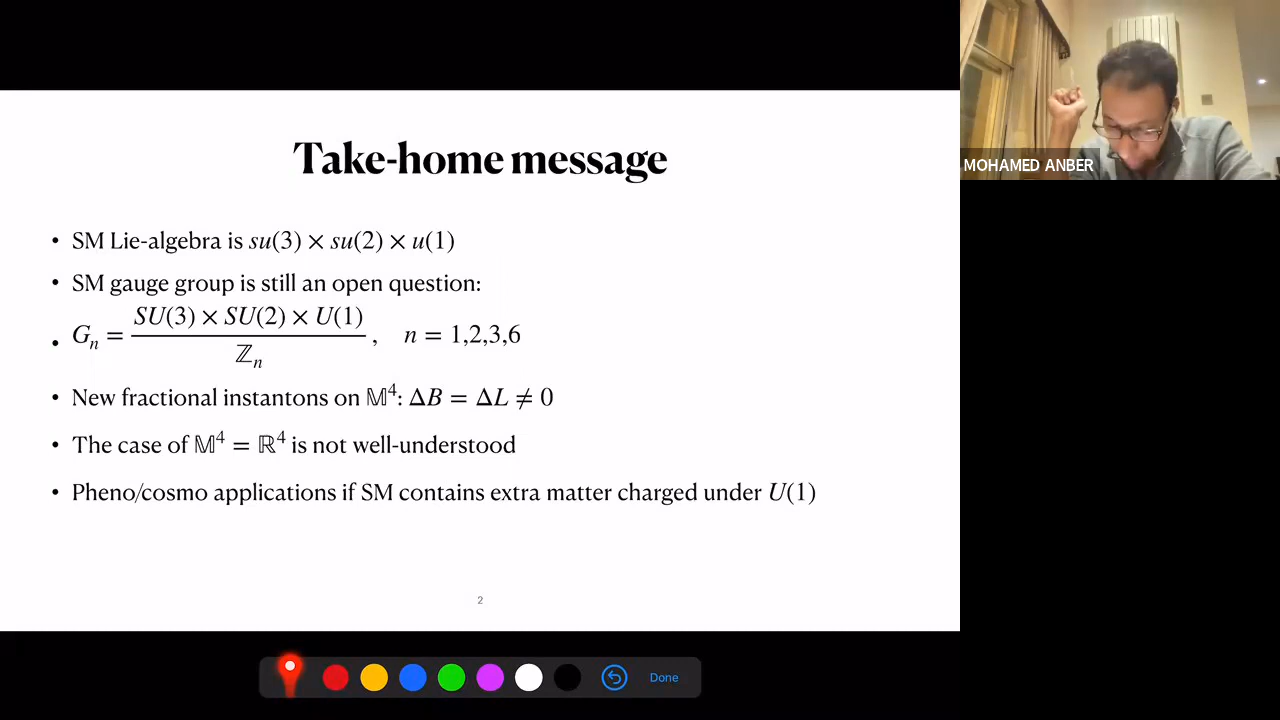 Take-home message
• SM Lie-algebra is su(3) × su(2) × u(1)
• SM gauge group is still an open question:
• Gₙ = SU(3) × SU(2) × U(1) / ℤₙ , n = 1,2,3,6
• New fractional instantons on 𝕄⁴: ΔB = ΔL ≠ 0
• The case of 𝕄⁴ = ℝ⁴ is not well-understood
• Pheno/cosmo applications if SM contains extra matter charged under U(1)
2
MOHAMED ANBER
Done